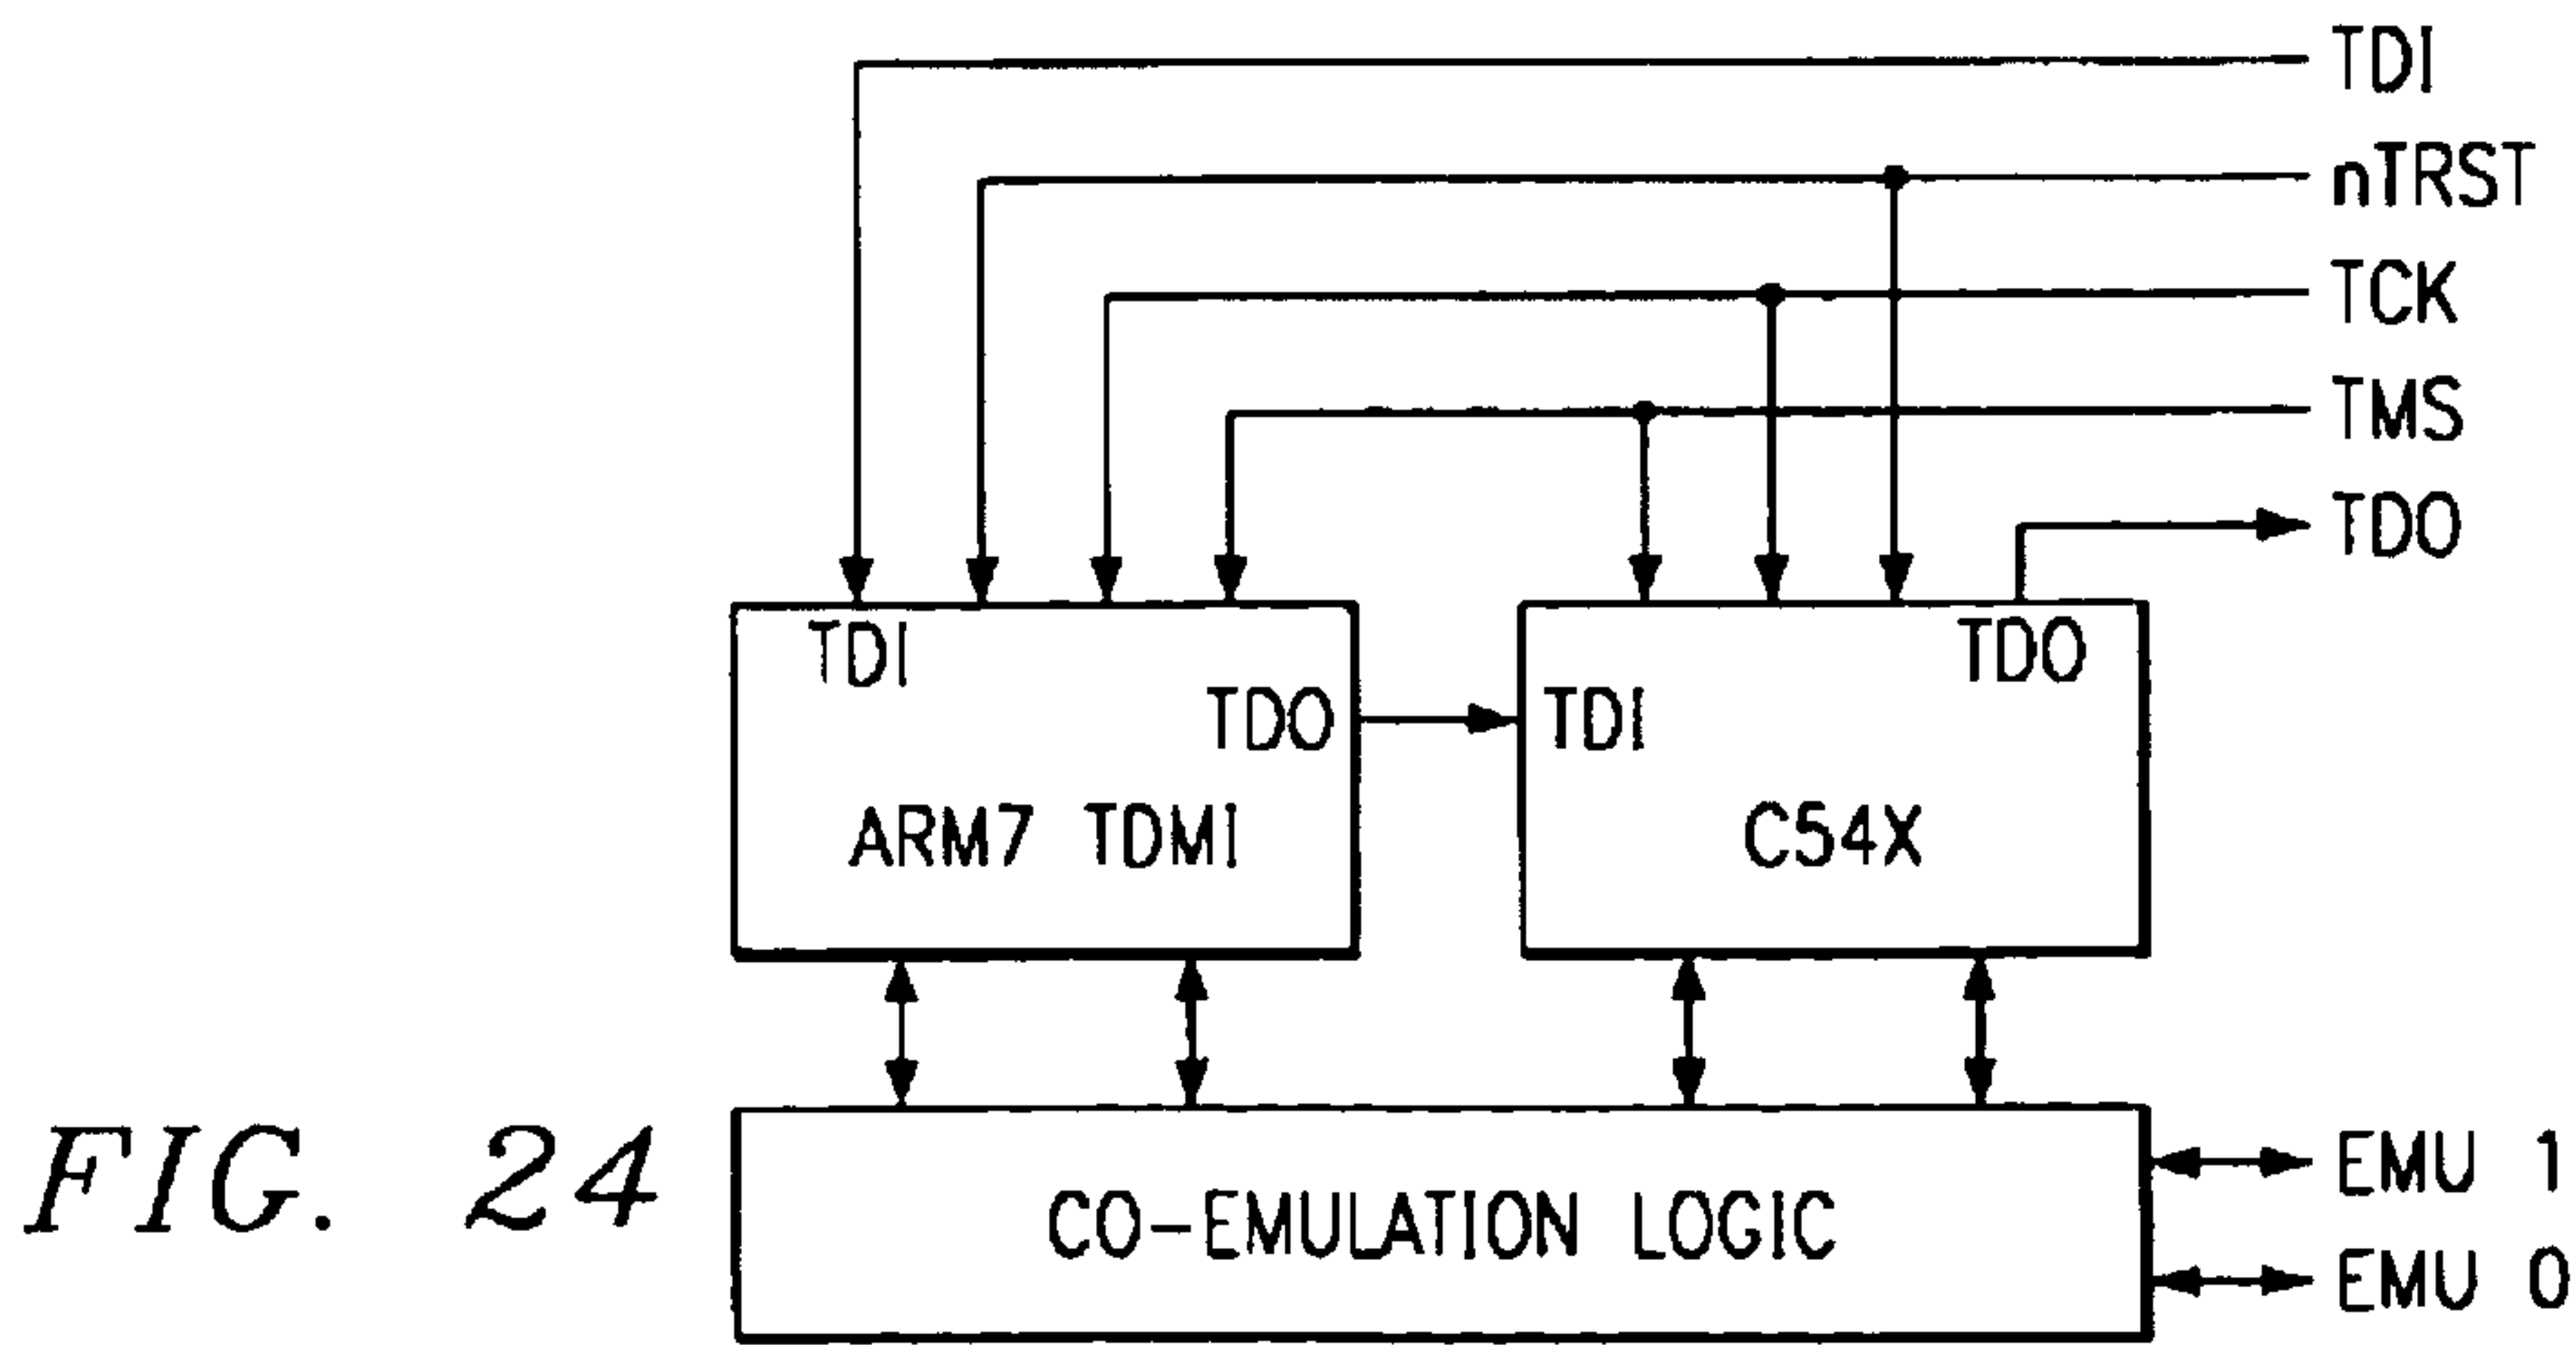 TDI
nTRST
TCK
TMS
TDO
TDI
TDO
TDO
TDI
ARM7 TDMI
C54X
CO-EMULATION LOGIC
EMU 1
EMU 0
FIG. 24